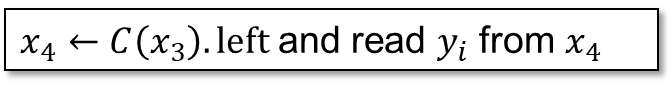 x₄ ← C(x₃).left and read yᵢ from x₄